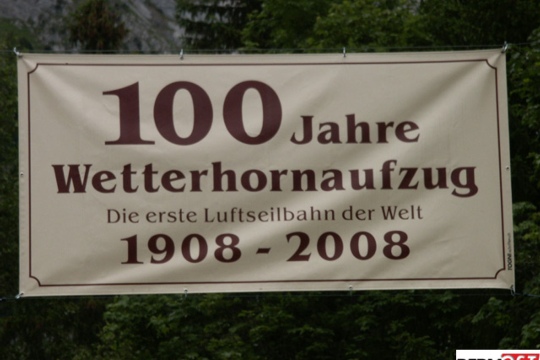 100 Jahre
Wetterhornaufzug
Die erste Luftseilbahn der Welt
1908 - 2008